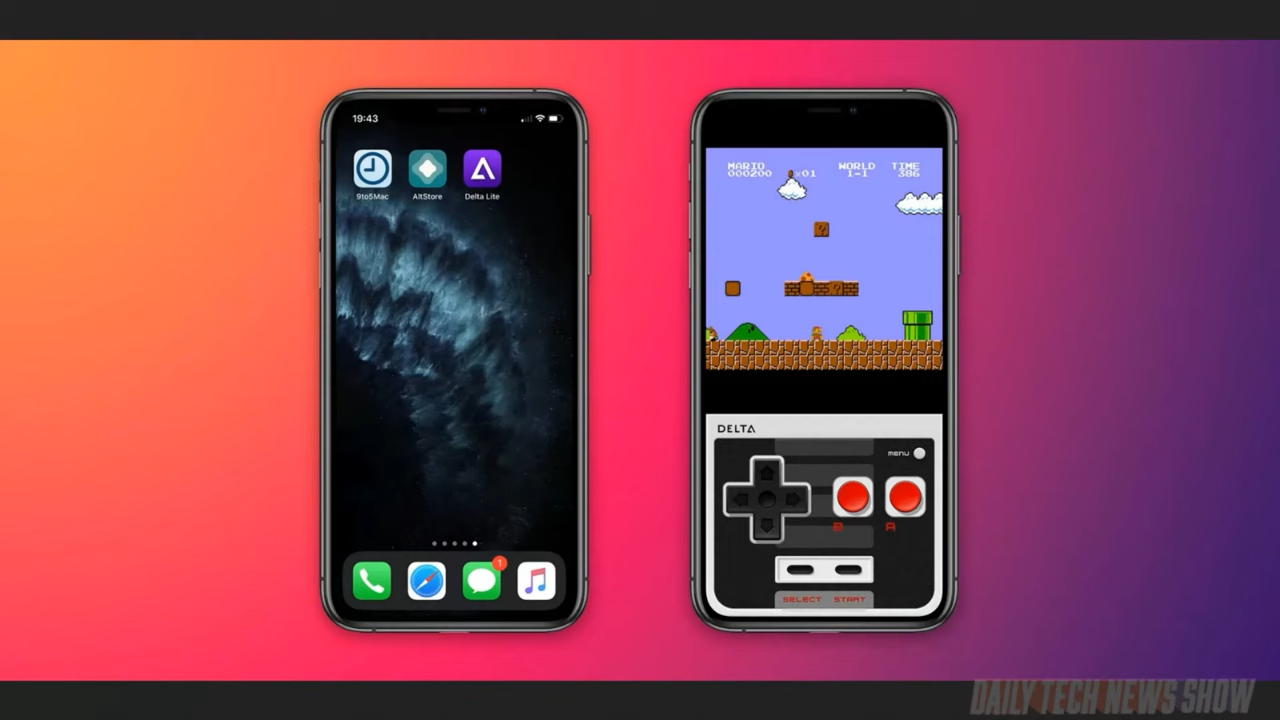 19:43
9to5Mac
AltStore
Delta Lite
1
MARIO WORLD TIME
000200 x01 1-1 386
?
?
DELTA
MENU
B A
SELECT START
DAILY TECH NEWS SHOW